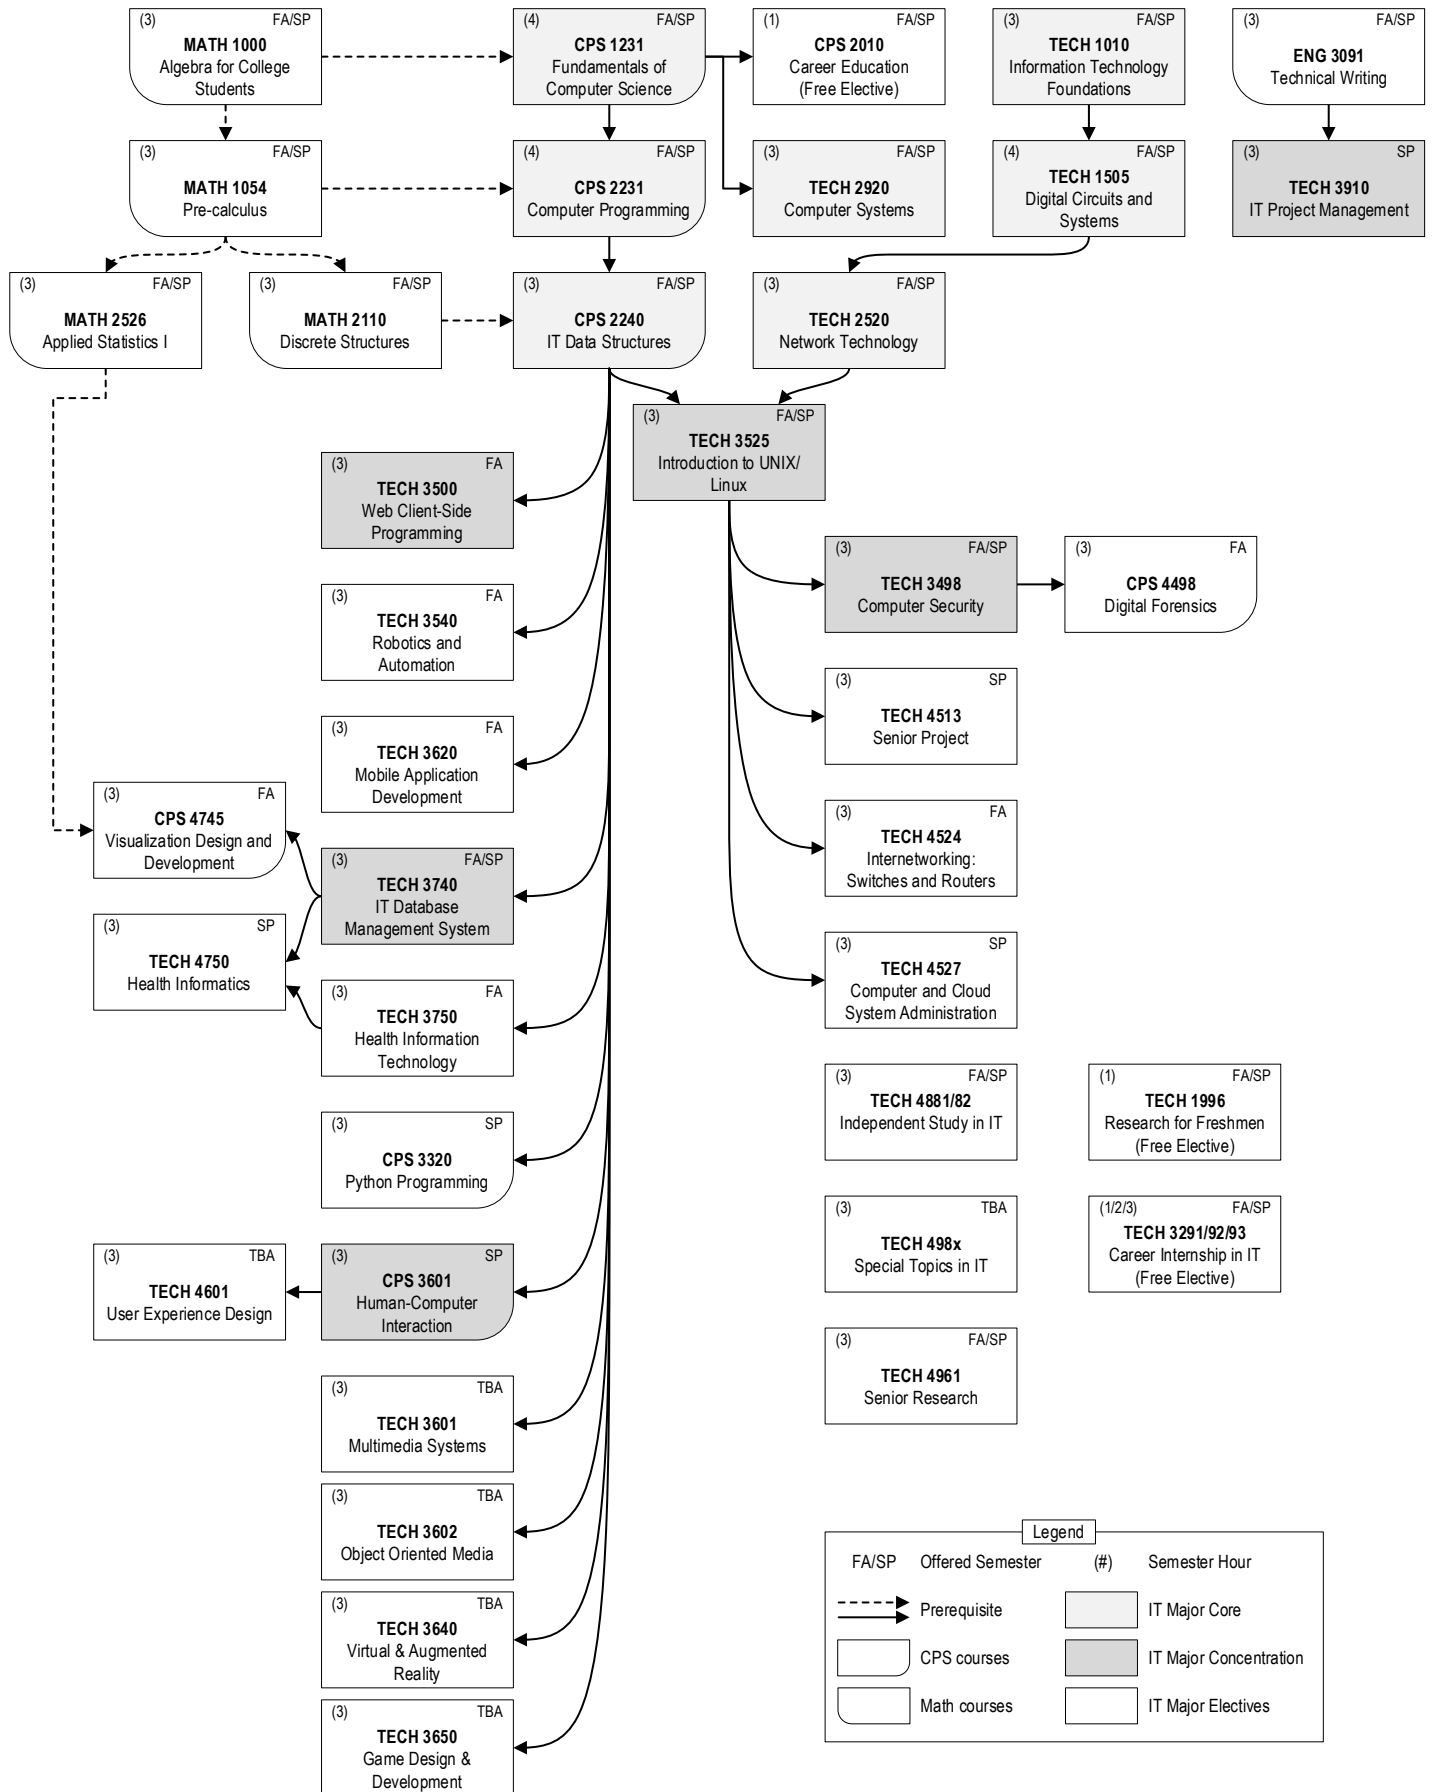 (3) FA/SP
MATH 1000
Algebra for College
Students
(4) FA/SP
CPS 1231
Fundamentals of
Computer Science
(1) FA/SP
CPS 2010
Career Education
(Free Elective)
(3) FA/SP
TECH 1010
Information Technology
Foundations
(3) FA/SP
ENG 3091
Technical Writing
(3) FA/SP
MATH 1054
Pre-calculus
(4) FA/SP
CPS 2231
Computer Programming
(3) FA/SP
TECH 2920
Computer Systems
(4) FA/SP
TECH 1505
Digital Circuits and
Systems
(3) SP
TECH 3910
IT Project Management
(3) FA/SP
MATH 2526
Applied Statistics I
(3) FA/SP
MATH 2110
Discrete Structures
(3) FA/SP
CPS 2240
IT Data Structures
(3) FA/SP
TECH 2520
Network Technology
(3) FA/SP
TECH 3525
Introduction to UNIX/
Linux
(3) FA
TECH 3500
Web Client-Side
Programming
(3) FA/SP
TECH 3498
Computer Security
(3) FA
CPS 4498
Digital Forensics
(3) FA
TECH 3540
Robotics and
Automation
(3) SP
TECH 4513
Senior Project
(3) FA
TECH 3620
Mobile Application
Development
(3) FA
CPS 4745
Visualization Design and
Development
(3) FA
TECH 4524
Internetworking:
Switches and Routers
(3) FA/SP
TECH 3740
IT Database
Management System
(3) SP
TECH 4750
Health Informatics
(3) SP
TECH 4527
Computer and Cloud
System Administration
(3) FA
TECH 3750
Health Information
Technology
(3) FA/SP
TECH 4881/82
Independent Study in IT
(1) FA/SP
TECH 1996
Research for Freshmen
(Free Elective)
(3) SP
CPS 3320
Python Programming
(3) TBA
TECH 498x
Special Topics in IT
(1/2/3) FA/SP
TECH 3291/92/93
Career Internship in IT
(Free Elective)
(3) TBA
TECH 4601
User Experience Design
(3) SP
CPS 3601
Human-Computer
Interaction
(3) FA/SP
TECH 4961
Senior Research
(3) TBA
TECH 3601
Multimedia Systems
(3) TBA
TECH 3602
Object Oriented Media
(3) TBA
TECH 3640
Virtual & Augmented
Reality
(3) TBA
TECH 3650
Game Design &
Development
Legend
FA/SP Offered Semester (#) Semester Hour
Prerequisite IT Major Core
CPS courses IT Major Concentration
Math courses IT Major Electives